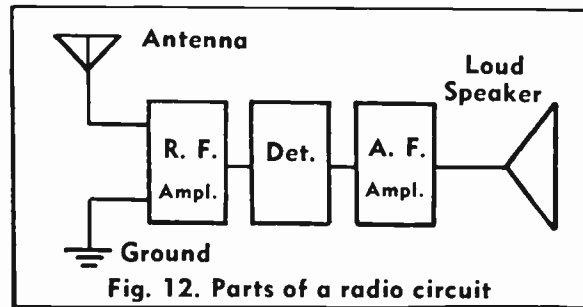 Antenna
Loud
Speaker
R. F.
Ampl.
Det.
A. F.
Ampl.
Ground
Fig. 12. Parts of a radio circuit